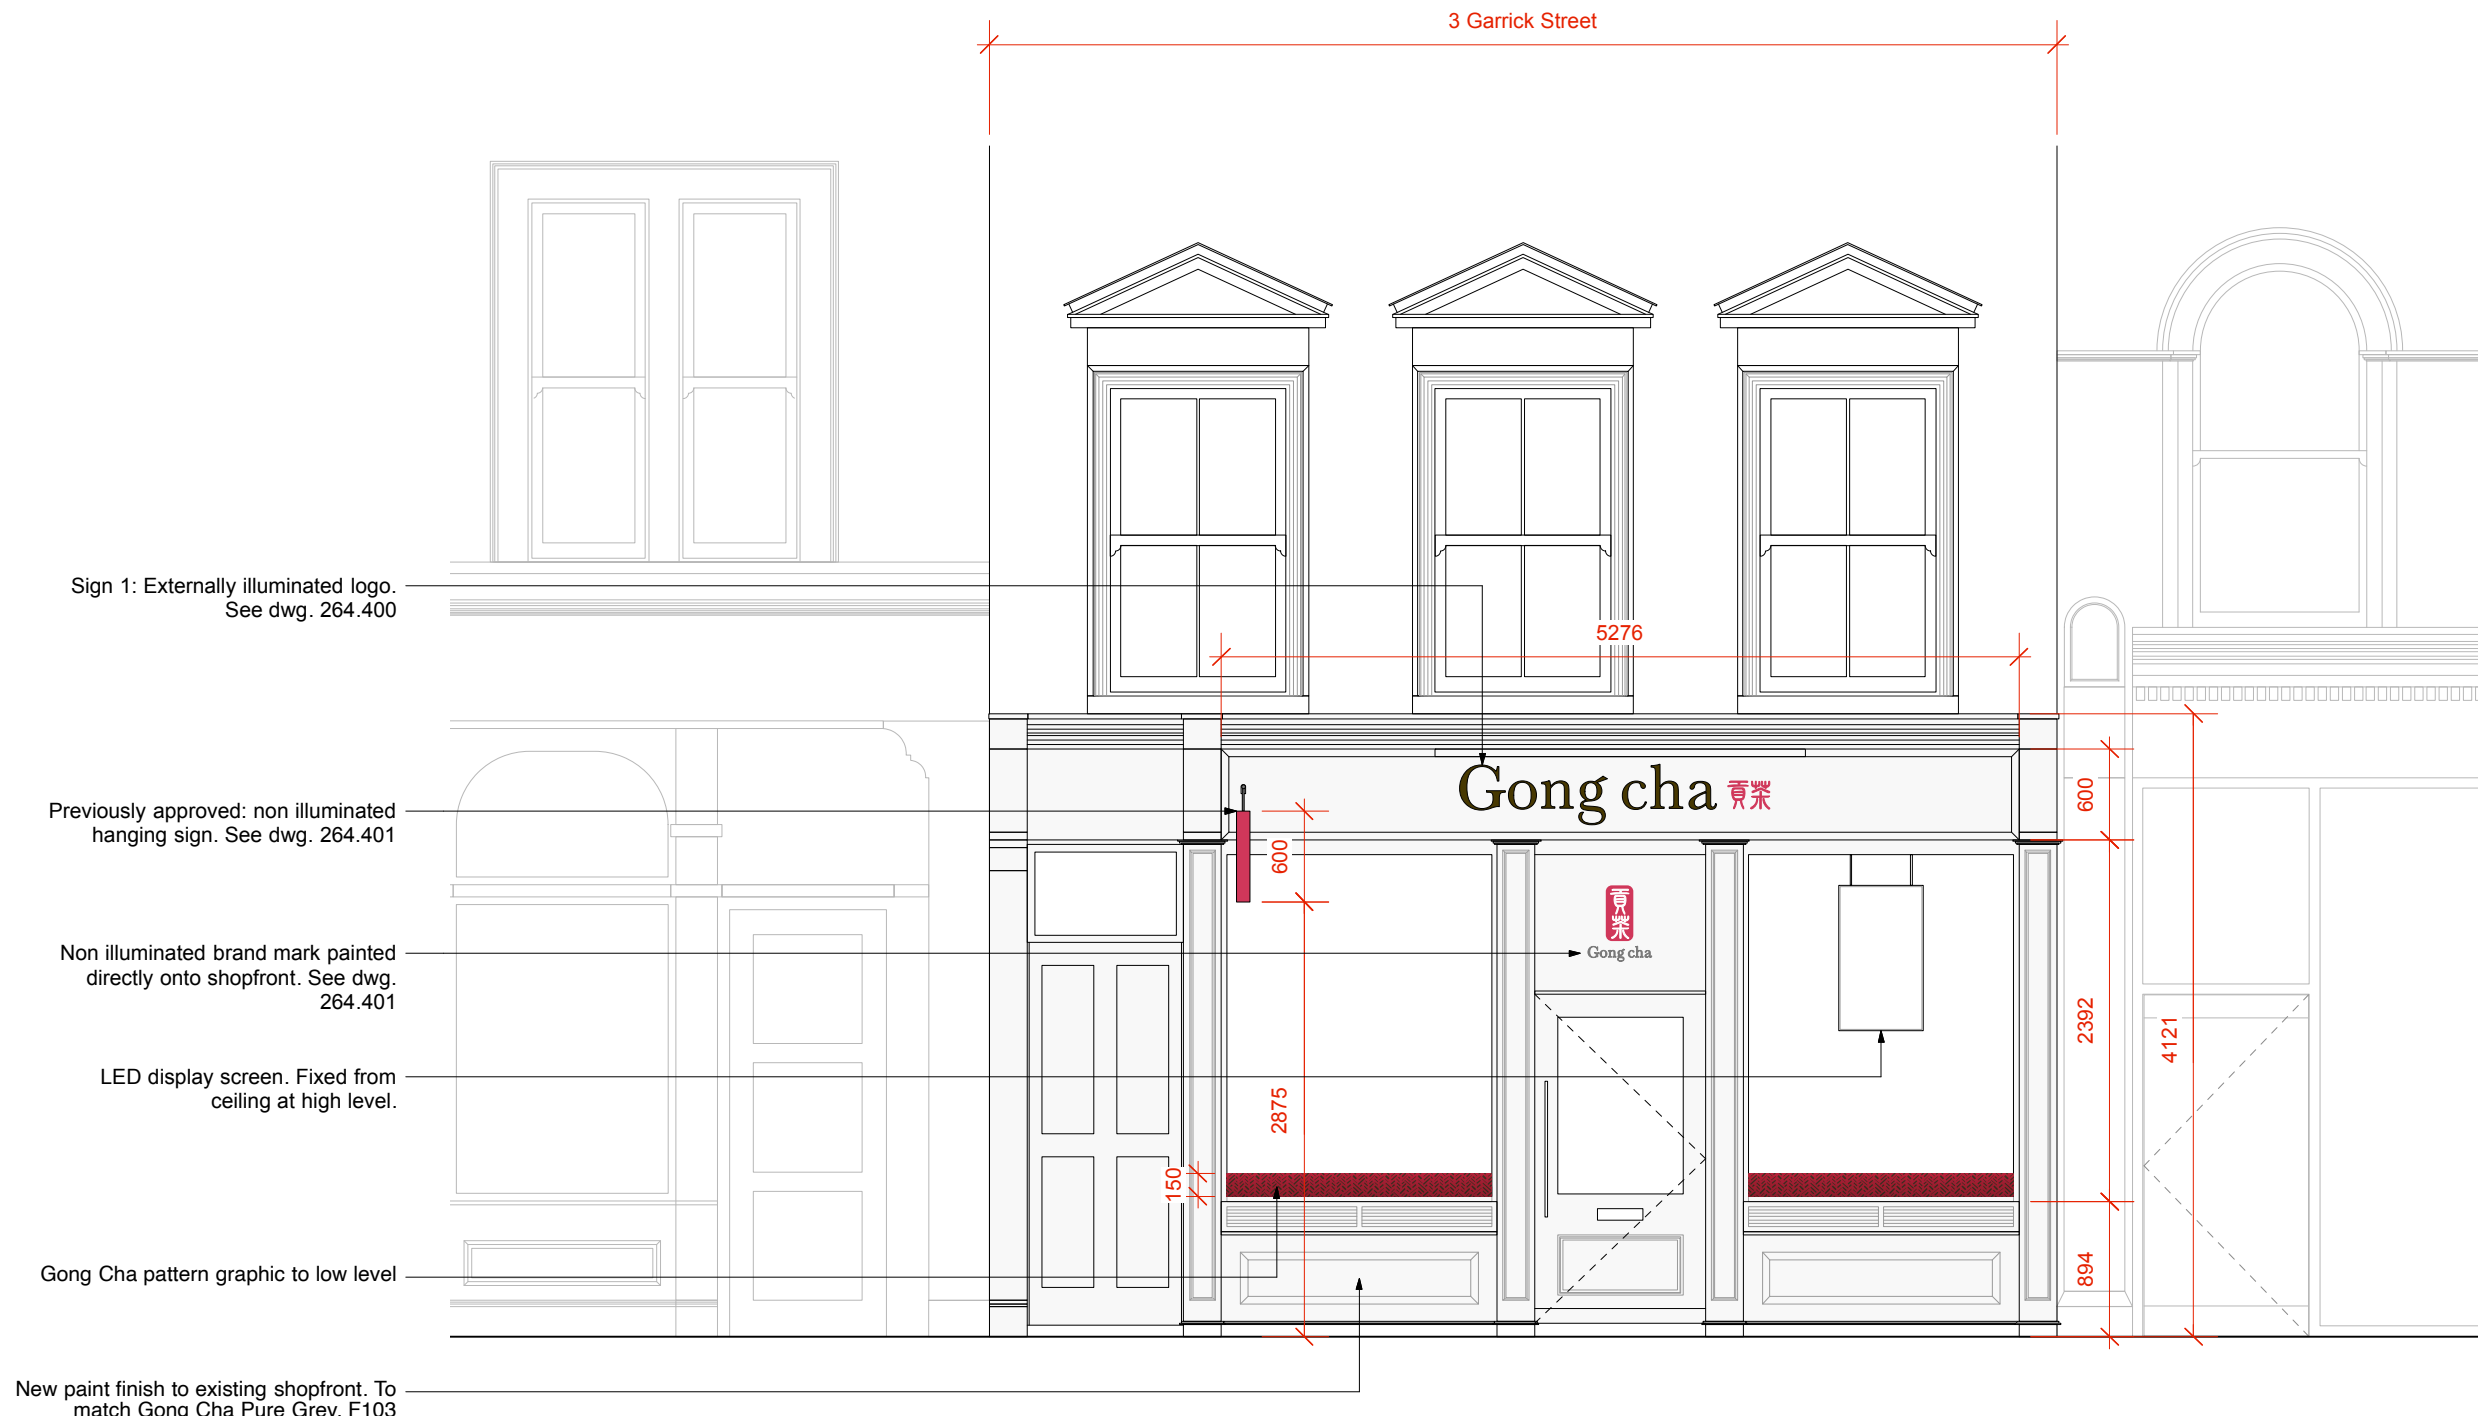 3 Garrick Street
Sign 1: Externally illuminated logo.
See dwg. 264.400
5276
Gong cha 貢茶
600
Previously approved: non illuminated
hanging sign. See dwg. 264.401
600
貢茶
Gong cha
Non illuminated brand mark painted
directly onto shopfront. See dwg.
264.401
2392
4121
LED display screen. Fixed from
ceiling at high level.
2875
150
Gong Cha pattern graphic to low level
894
New paint finish to existing shopfront. To
match Gong Cha Pure Grey, F103